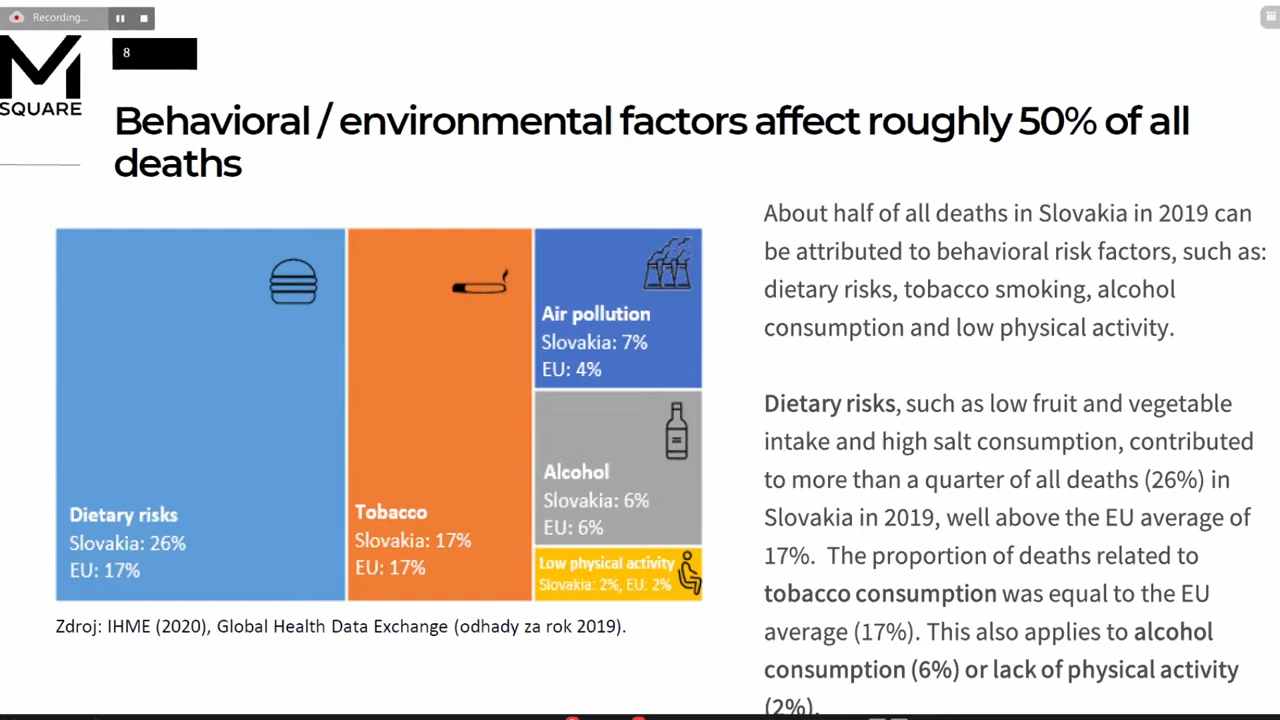 Recording...
8
M
SQUARE
Behavioral / environmental factors affect roughly 50% of all
deaths
Dietary risks
Slovakia: 26%
EU: 17%
Tobacco
Slovakia: 17%
EU: 17%
Air pollution
Slovakia: 7%
EU: 4%
Alcohol
Slovakia: 6%
EU: 6%
Low physical activity
Slovakia: 2%, EU: 2%
Zdroj: IHME (2020), Global Health Data Exchange (odhady za rok 2019).
About half of all deaths in Slovakia in 2019 can
be attributed to behavioral risk factors, such as:
dietary risks, tobacco smoking, alcohol
consumption and low physical activity.
Dietary risks, such as low fruit and vegetable
intake and high salt consumption, contributed
to more than a quarter of all deaths (26%) in
Slovakia in 2019, well above the EU average of
17%. The proportion of deaths related to
tobacco consumption was equal to the EU
average (17%). This also applies to alcohol
consumption (6%) or lack of physical activity
(2%).